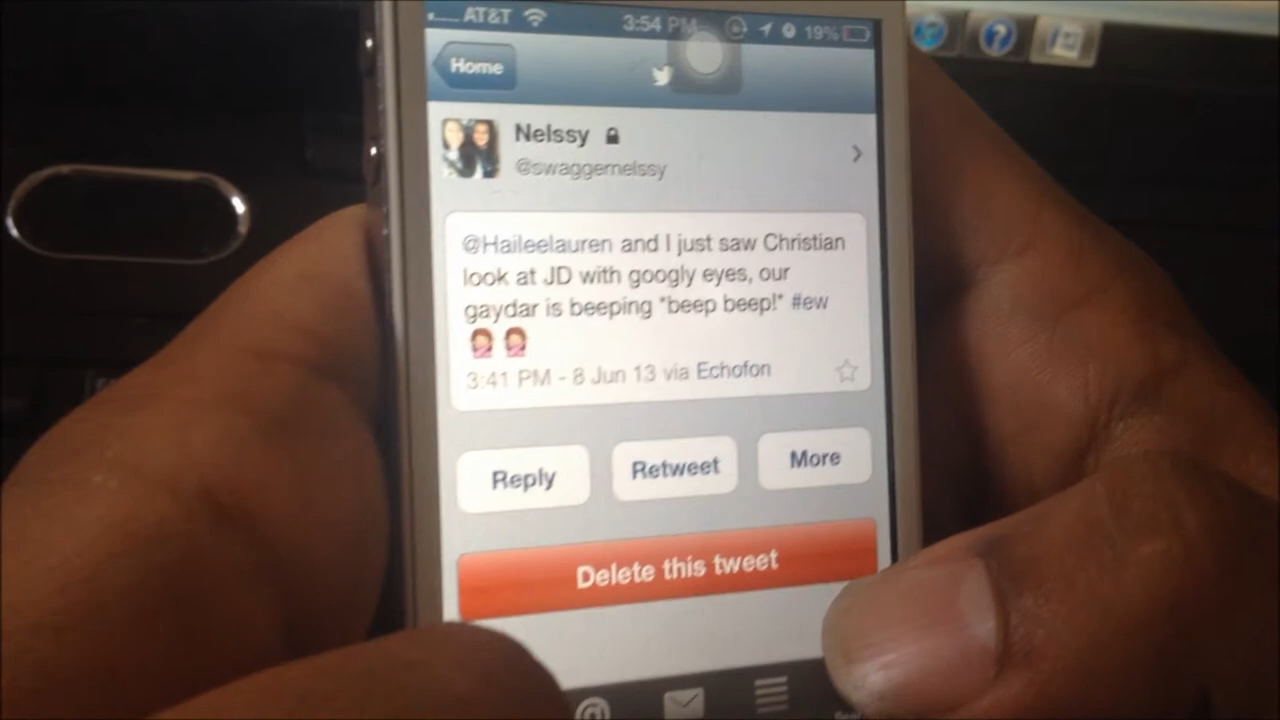 AT&T 3:54 PM 19%
Home
Nelssy
@swaggernelssy
@Haileelauren and I just saw Christian
look at JD with googly eyes, our
gaydar is beeping *beep beep!* #ew
3:41 PM - 8 Jun 13 via Echofon
Reply Retweet More
Delete this tweet